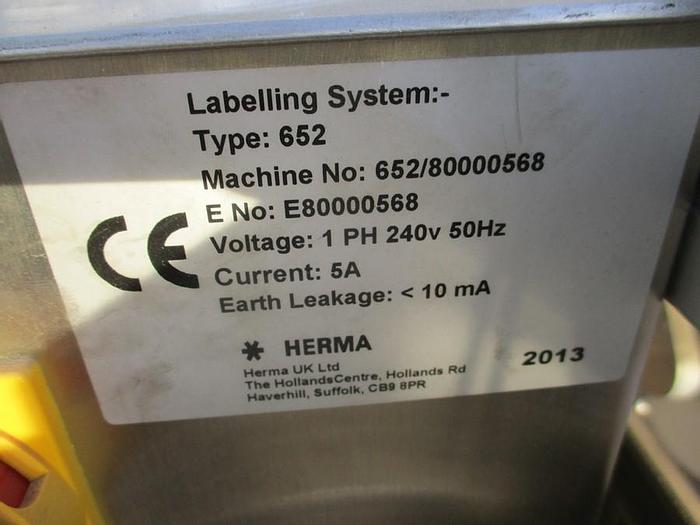 Labelling System:-
Type: 652
Machine No: 652/80000568
E No: E80000568
Voltage: 1 PH 240v 50Hz
Current: 5A
Earth Leakage: < 10 mA
CE
HERMA
Herma UK Ltd
The HollandsCentre, Hollands Rd
Haverhill, Suffolk, CB9 8PR
2013